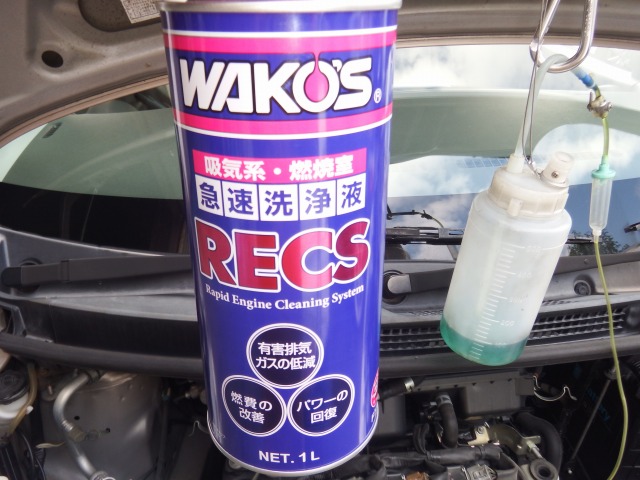 WAKO'S®
吸気系・燃焼室
急速洗浄液
RECS
Rapid Engine Cleaning System
有害排気
ガスの低減
燃費の
改善
パワーの
回復
NET. 1L